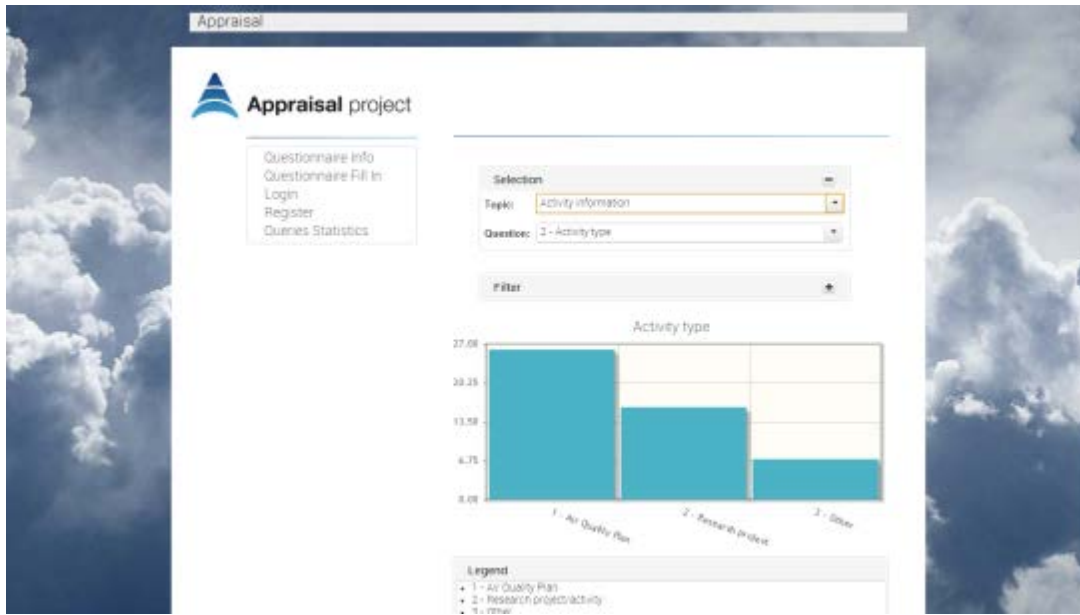 Appraisal
Appraisal project
Questionnaire Info
Questionnaire Fill In
Login
Register
Queries Statistics
Selection
Topic: Activity information
Question: 2 - Activity type
Filter
Activity type
27.00
20.25
13.50
6.75
0.00
1 - Air Quality Plan
2 - Research project
3 - Other
Legend
1 - Air Quality Plan
2 - Research project/activity
3 - Other